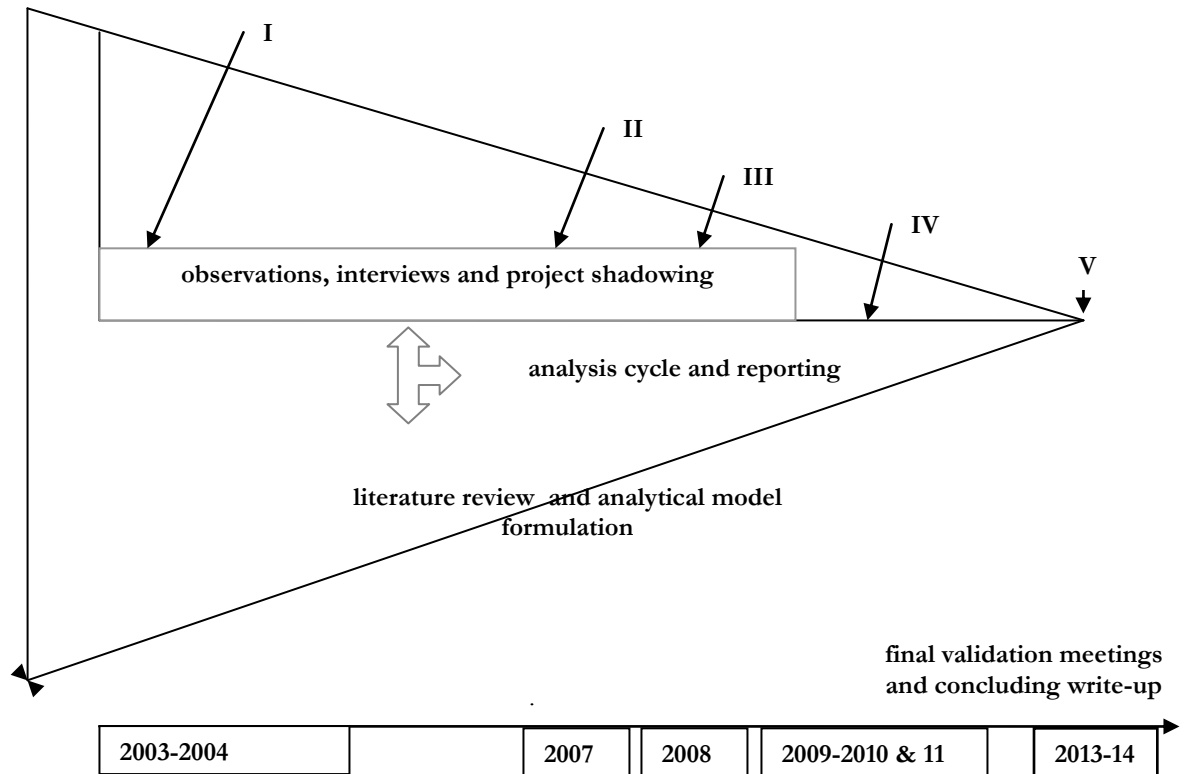 I
II
III
IV
V
observations, interviews and project shadowing
analysis cycle and reporting
literature review and analytical model
formulation
final validation meetings
and concluding write-up
2003-2004
2007
2008
2009-2010 & 11
2013-14